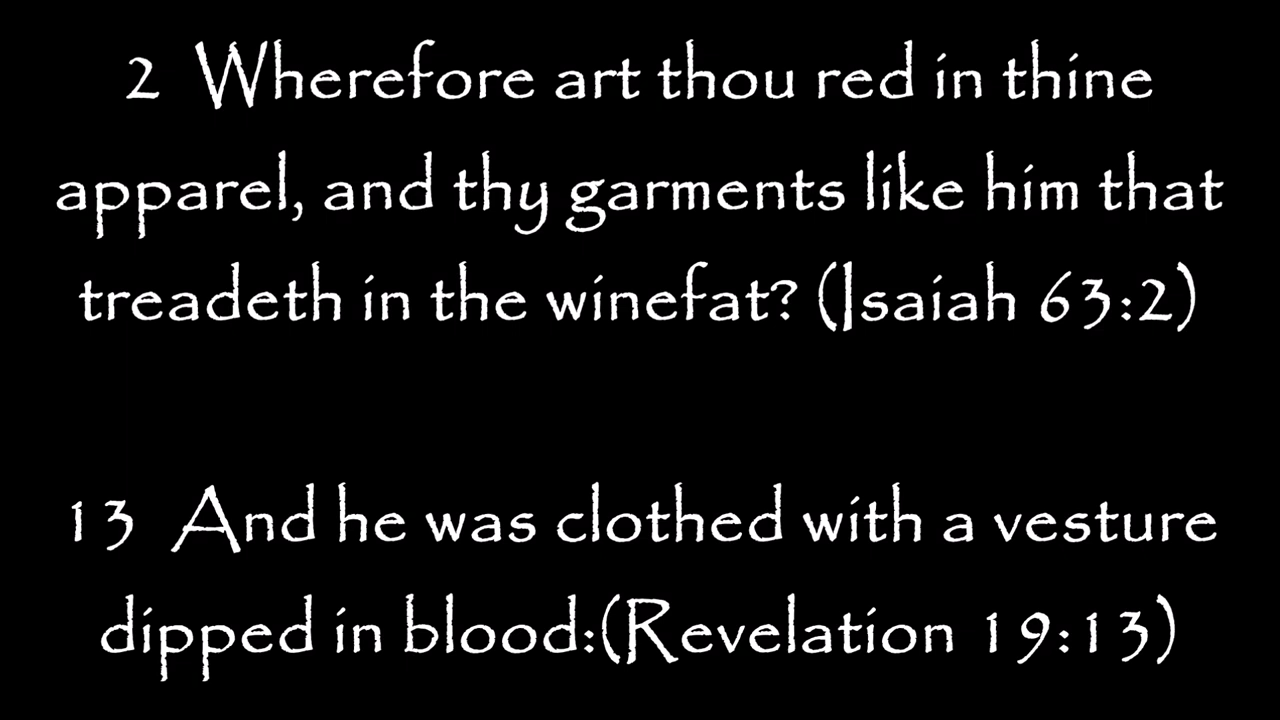 2 Wherefore art thou red in thine
apparel, and thy garments like him that
treadeth in the winefat? (Isaiah 63:2)
13 And he was clothed with a vesture
dipped in blood:(Revelation 19:13)